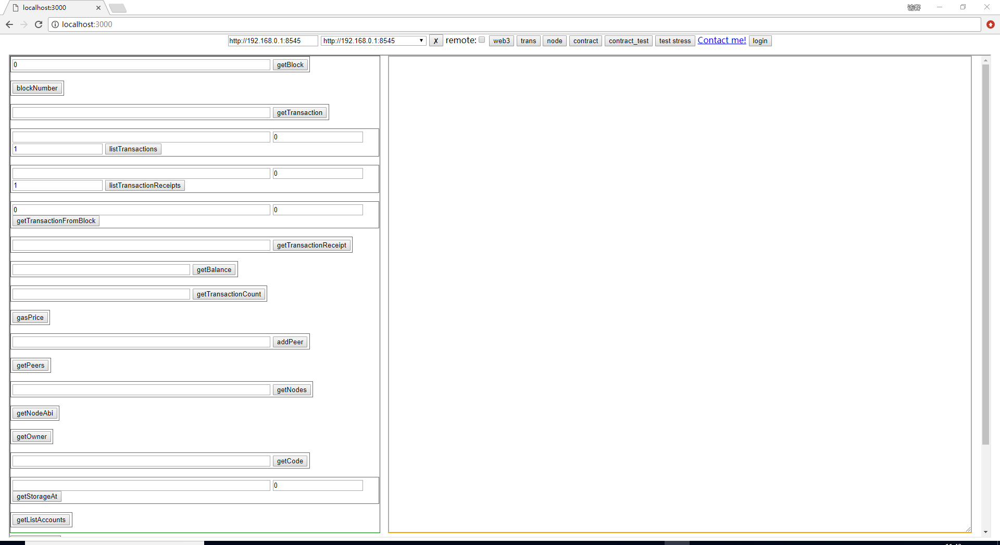 localhost:3000
访客
localhost:3000
http://192.168.0.1:8545 http://192.168.0.1:8545 X remote: web3 trans node contract contract_test test stress Contact me! login
0 getBlock
blockNumber
getTransaction
0
1 listTransactions
0
1 listTransactionReceipts
0 0
getTransactionFromBlock
getTransactionReceipt
getBalance
getTransactionCount
gasPrice
addPeer
getPeers
getNodes
getNodeAbi
getOwner
getCode
0
getStorageAt
getListAccounts